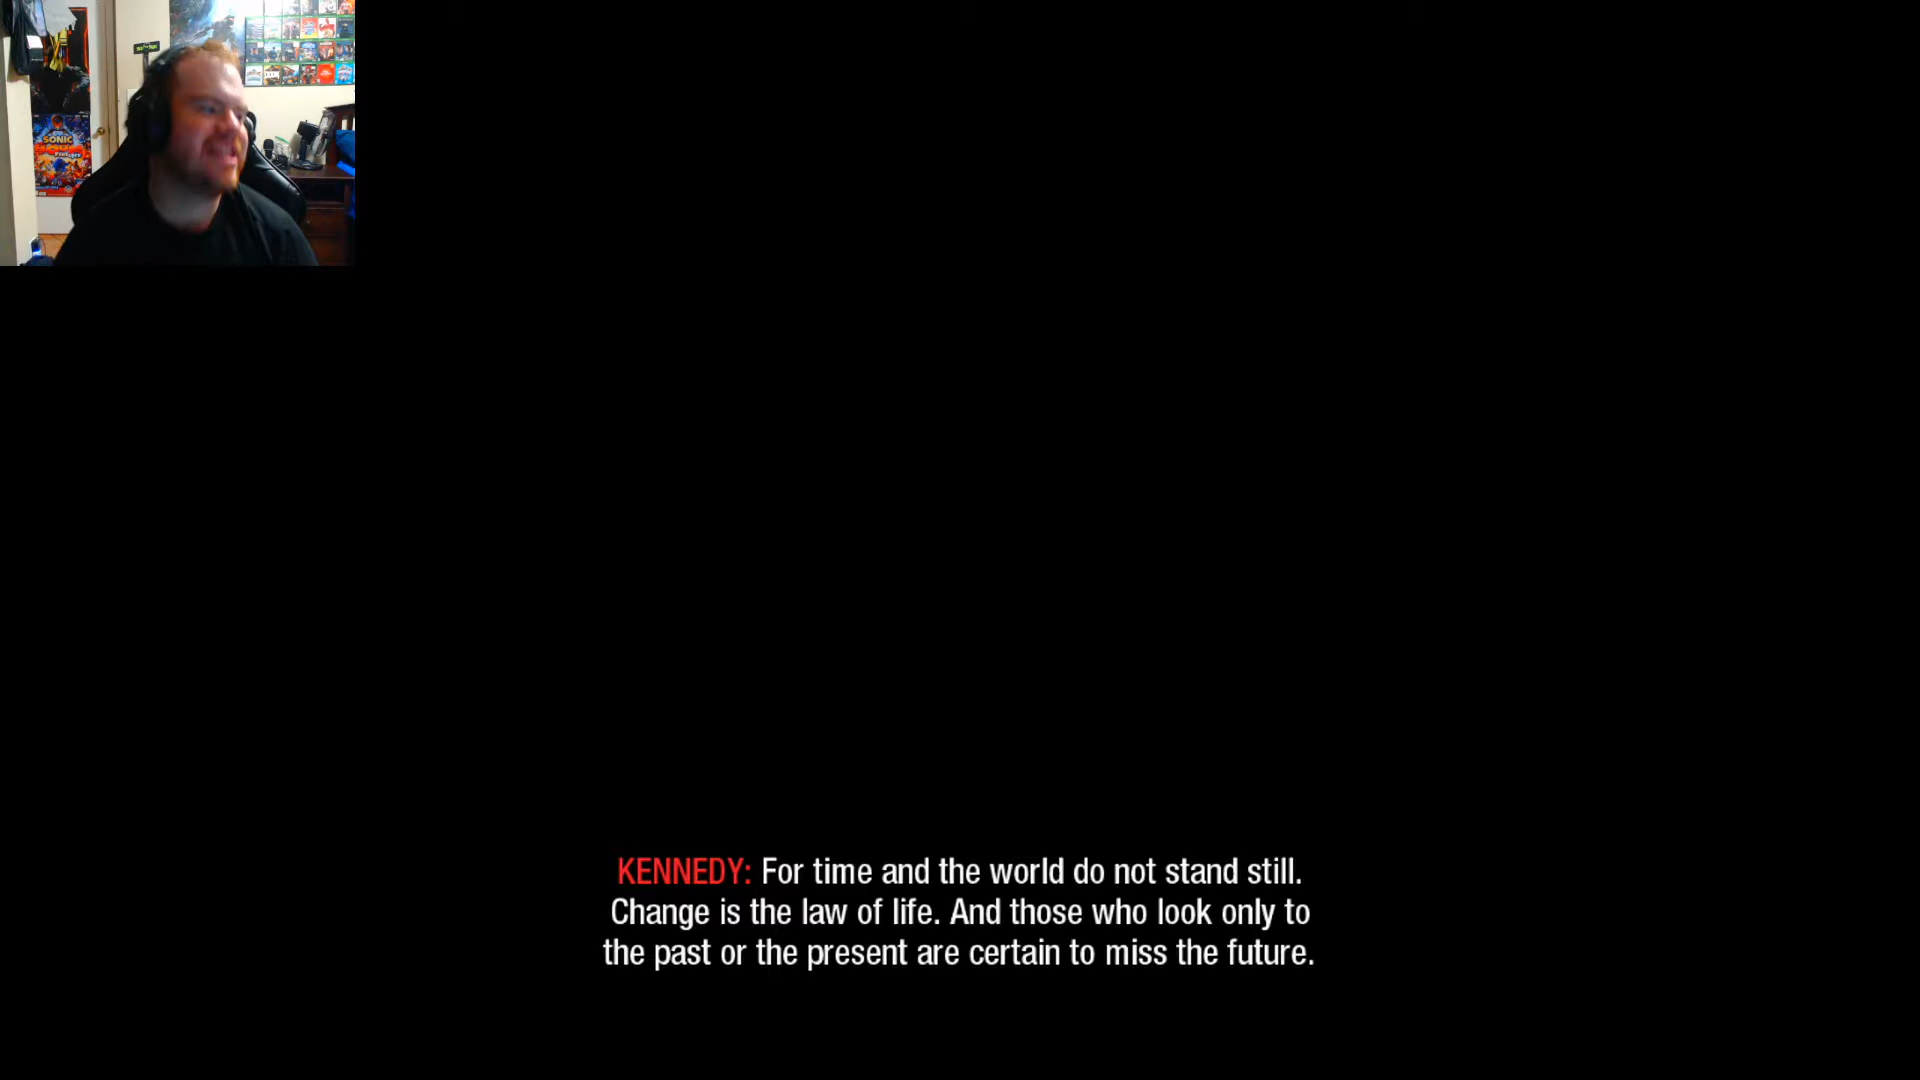 SONIC
KENNEDY: For time and the world do not stand still.
Change is the law of life. And those who look only to
the past or the present are certain to miss the future.